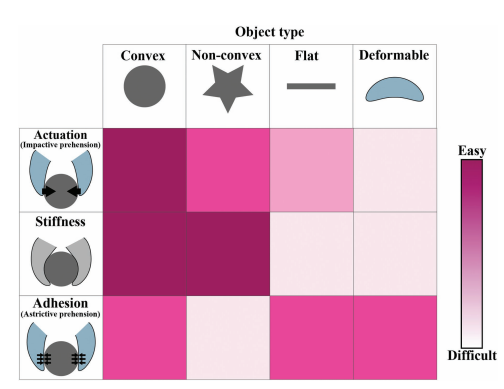 Object type
Convex Non-convex Flat Deformable
Actuation
(Impactive prehension)
Easy
Stiffness
Adhesion
(Astrictive prehension)
Difficult